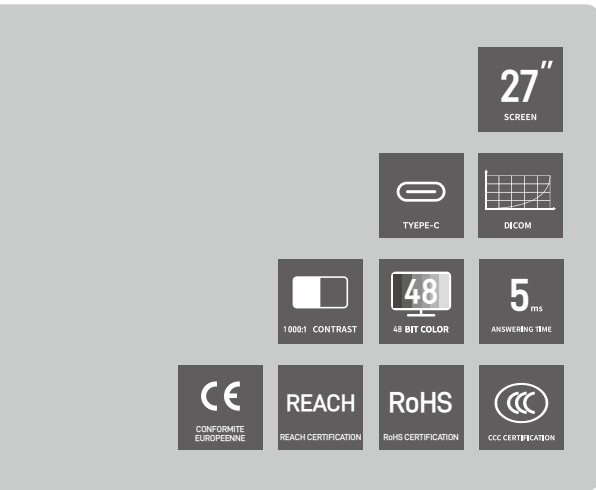 27″
SCREEN
TYEPE-C
DICOM
1000:1 CONTRAST
48
48 BIT COLOR
5ms
ANSWERING TIME
CE
CONFORMITE
EUROPEENNE
REACH
REACH CERTIFICATION
RoHS
RoHS CERTIFICATION
CCC
CCC CERTIFICATION